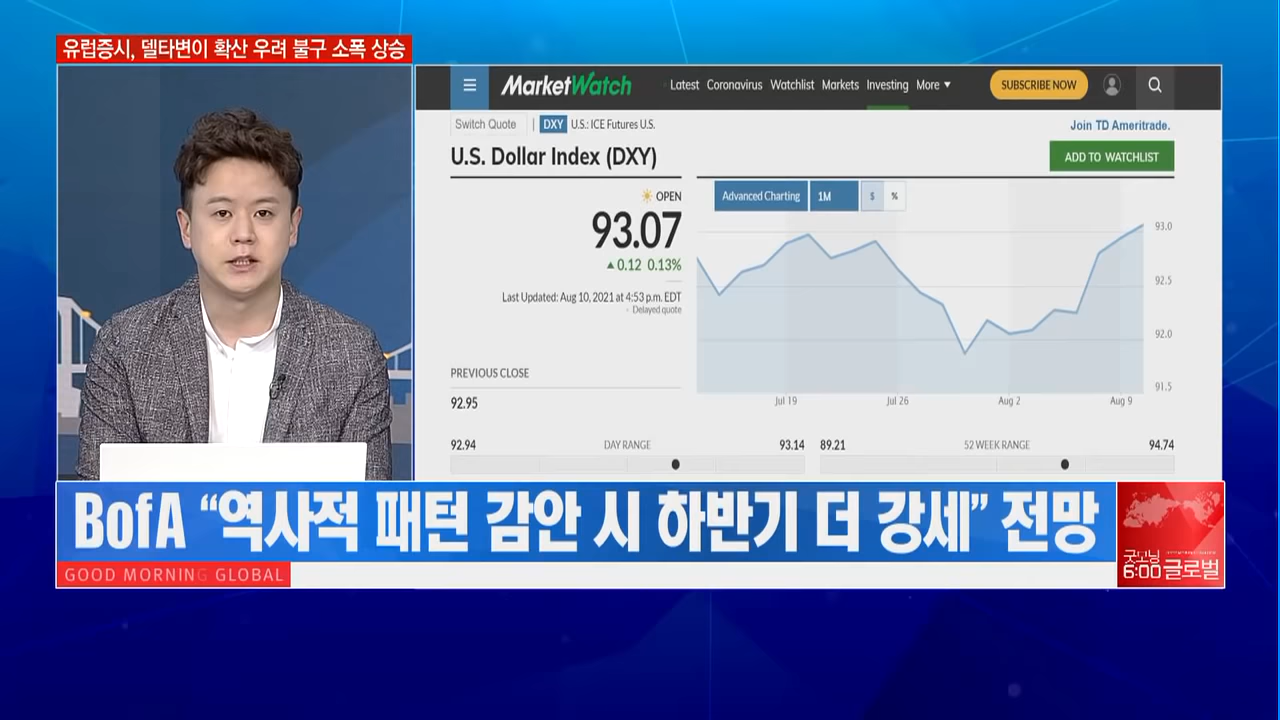 유럽증시, 델타변이 확산 우려 불구 소폭 상승
MarketWatch
Latest Coronavirus Watchlist Markets Investing More
SUBSCRIBE NOW
Switch Quote
DXY U.S.: ICE Futures U.S.
Join TD Ameritrade.
U.S. Dollar Index (DXY)
ADD TO WATCHLIST
OPEN
93.07
0.12 0.13%
Last Updated: Aug 10, 2021 at 4:53 p.m. EDT
Delayed quote
PREVIOUS CLOSE
92.95
Advanced Charting 1M $ %
93.0
92.5
92.0
91.5
Jul 19 Jul 26 Aug 2 Aug 9
92.94 DAY RANGE 93.14
89.21 52 WEEK RANGE 94.74
BofA “역사적 패턴 감안 시 하반기 더 강세” 전망
GOOD MORNING GLOBAL
굿모닝
6:00 글로벌